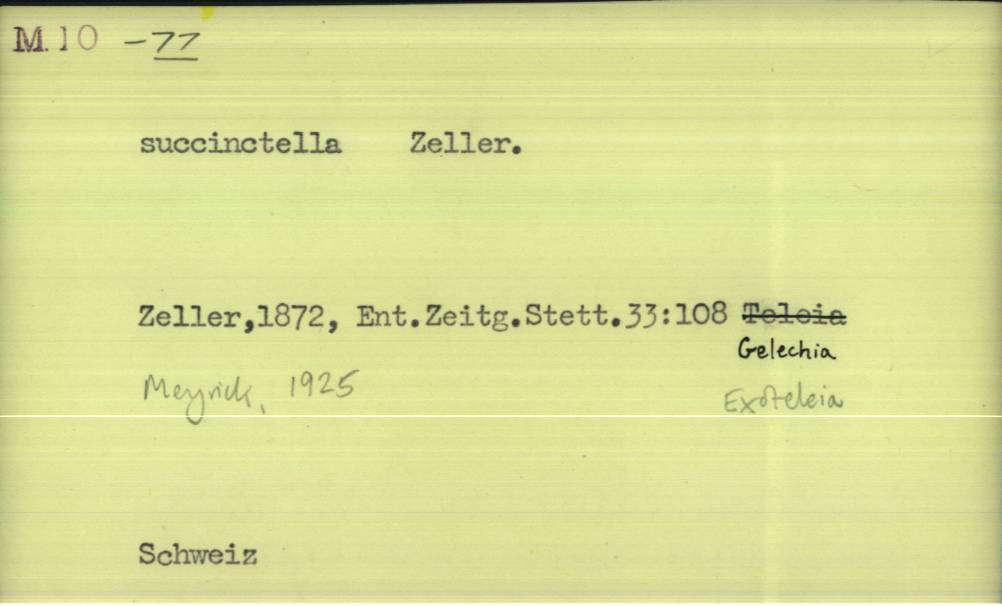 M.10 -77
succinctella Zeller.
Zeller,1872, Ent.Zeitg.Stett.33:108 Teleia
Gelechia
Meyrick, 1925 Exoteleia
Schweiz